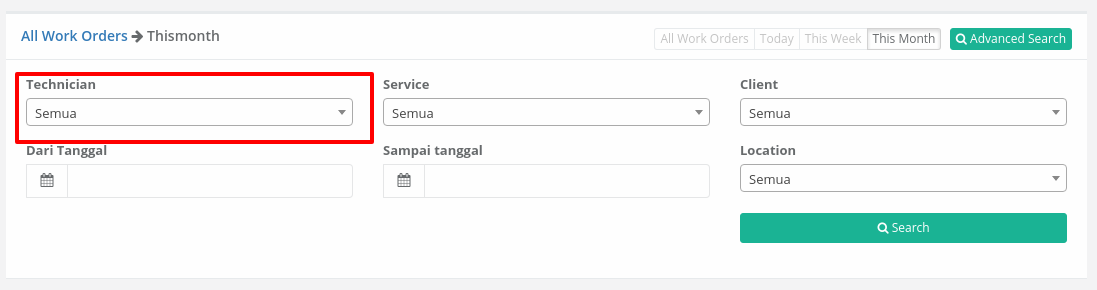 All Work Orders Thismonth
All Work Orders Today This Week This Month Advanced Search
Technician Service Client
Semua Semua Semua
Dari Tanggal Sampai tanggal Location
Semua
Search